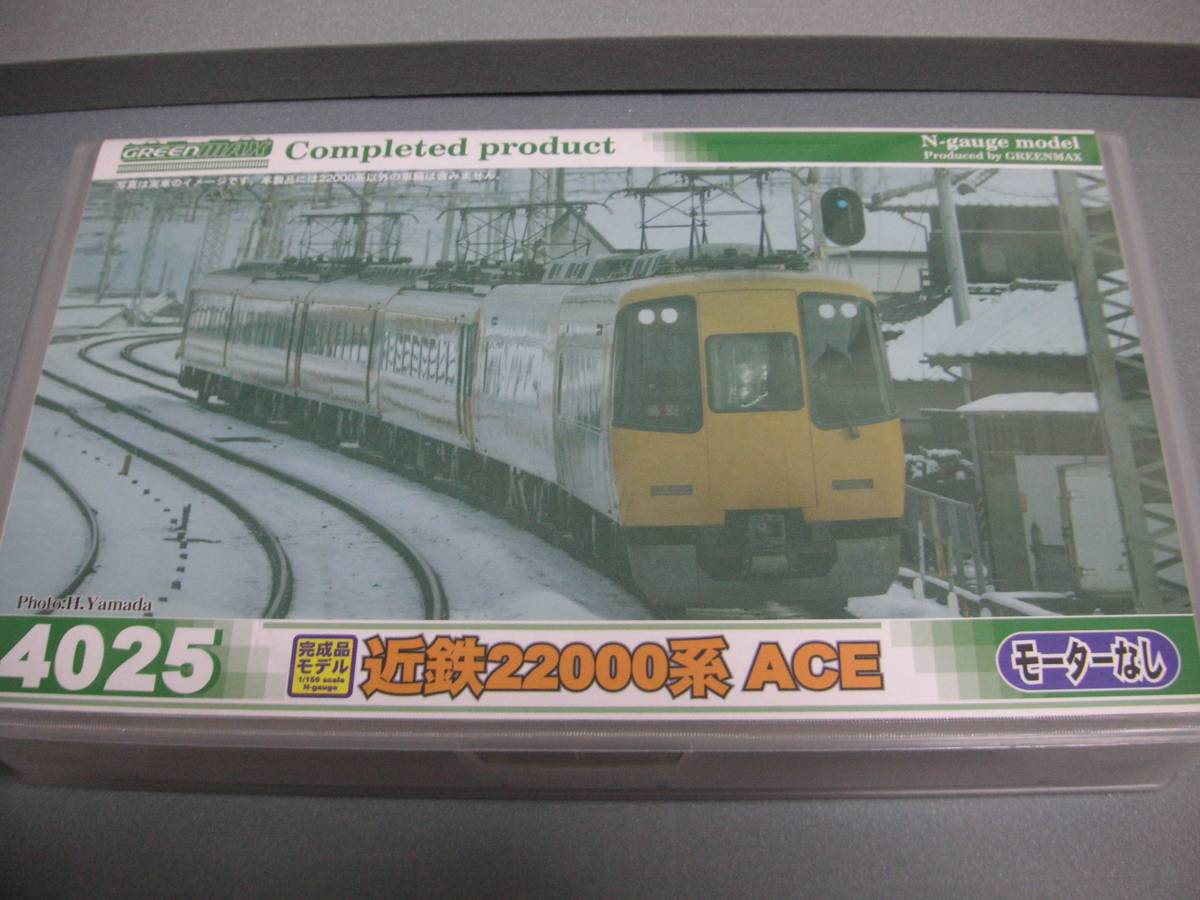 GREENMAX Completed product
N-gauge model
Produced by GREENMAX
写真は実車のイメージです。本製品には22000系以外の車輌は含みません。
Photo:H.Yamada
4025
完成品
モデル
1/150 scale
N-gauge
近鉄22000系 ACE
モーターなし